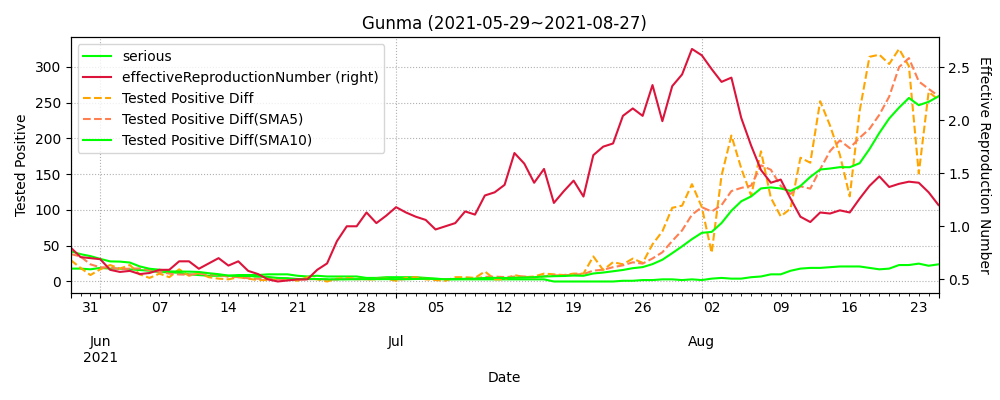 Gunma (2021-05-29~2021-08-27)
serious
effectiveReproductionNumber (right)
Tested Positive Diff
Tested Positive Diff(SMA5)
Tested Positive Diff(SMA10)
Tested Positive
300
250
200
150
100
50
0
2.5
2.0
1.5
1.0
0.5
Effective Reproduction Number
31 07 14 21 28 05 12 19 26 02 09 16 23
Jun Jul Aug
2021
Date